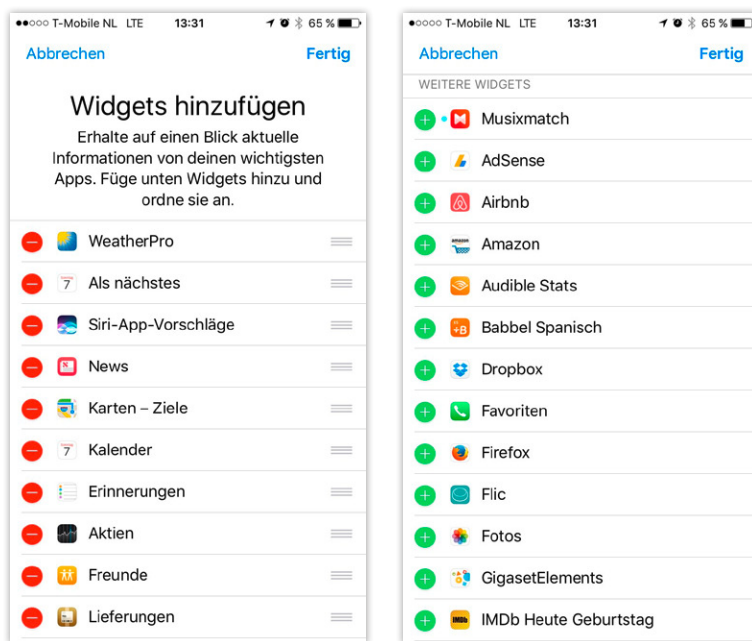 T-Mobile NL LTE 13:31 65 %
Abbrechen Fertig
Widgets hinzufügen
Erhalte auf einen Blick aktuelle
Informationen von deinen wichtigsten
Apps. Füge unten Widgets hinzu und
ordne sie an.
WeatherPro
7 Als nächstes
Siri-App-Vorschläge
News
Karten – Ziele
7 Kalender
Erinnerungen
Aktien
Freunde
Lieferungen
T-Mobile NL LTE 13:31 65 %
Abbrechen Fertig
WEITERE WIDGETS
Musixmatch
AdSense
Airbnb
amazon Amazon
Audible Stats
+B Babbel Spanisch
Dropbox
Favoriten
Firefox
Flic
Fotos
GigasetElements
IMDb IMDb Heute Geburtstag